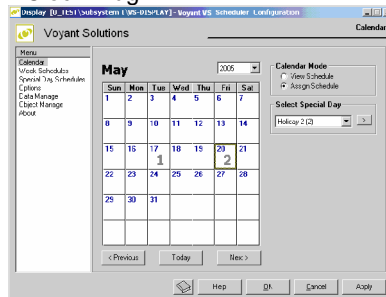 Display [U_TEST\subsystem 1\VS-DISPLAY] - Voyant VS Scheduler Configuration
Voyant Solutions
Calendar
Menu
Calendar
Week Schedules
Special Day Schedules
Options
Data Manage
Object Manage
About
May
2005
Sun Mon Tue Wed Thu Fri Sat
1 2 3 4 5 6 7
8 9 10 11 12 13 14
15 16 17 18 19 20 21
1 2
22 23 24 25 26 27 28
29 30 31
< Previous Today Next >
Calendar Mode
View Schedule
Assign Schedule
Select Special Day
Holiday 2 (2) >
Help OK Cancel Apply